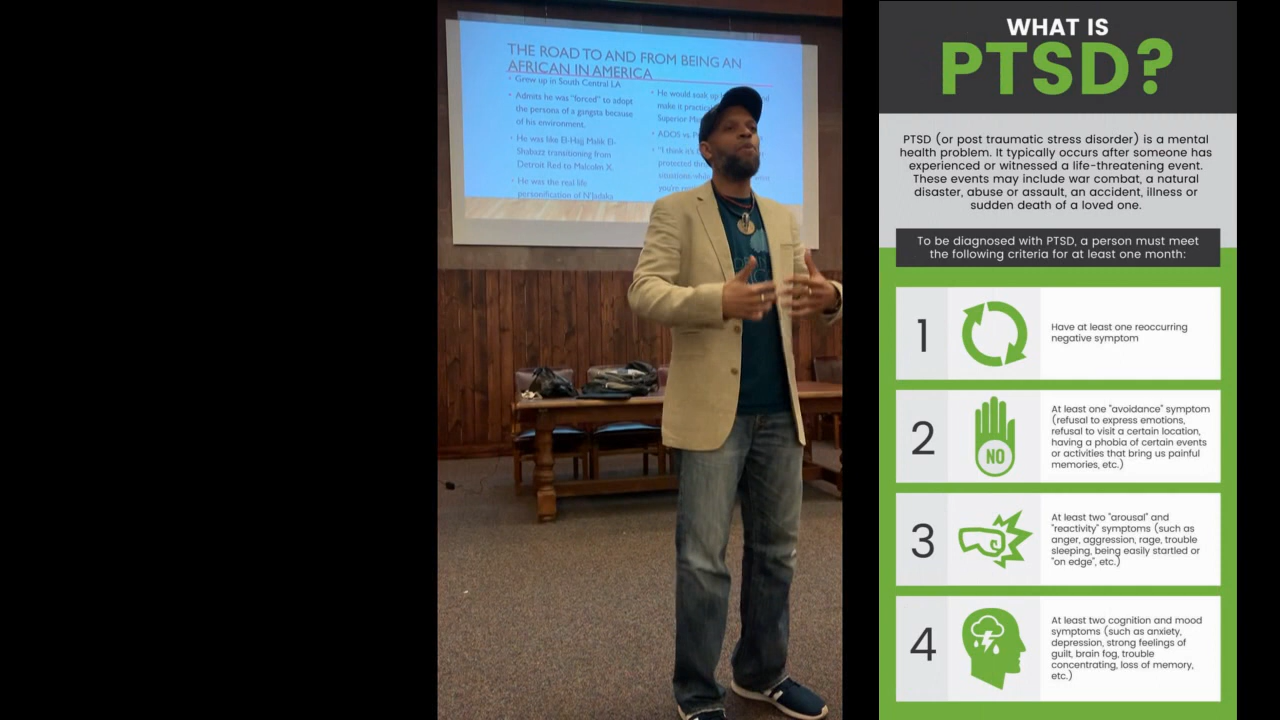 THE ROAD TO AND FROM BEING AN
AFRICAN IN AMERICA
• Grew up in South Central LA
• Admits he was "forced" to adopt
the persona of a gangsta because
of his environment.
• He was like El-Hajj Malik El-
Shabazz transitioning from
Detroit Red to Malcolm X.
• He was the real life
personification of N'Jadaka
• He would soak up
and
make it
Superior
• ADOS vs.
• "I think it's
protected
situations
what
WHAT IS
PTSD?
PTSD (or post traumatic stress disorder) is a mental
health problem. It typically occurs after someone has
experienced or witnessed a life-threatening event.
These events may include war combat, a natural
disaster, abuse or assault, an accident, illness or
sudden death of a loved one.
To be diagnosed with PTSD, a person must meet
the following criteria for at least one month:
1
Have at least one reoccurring
negative symptom
2
NO
At least one "avoidance" symptom
(refusal to express emotions,
refusal to visit a certain location,
having a phobia of certain events
or activities that bring us painful
memories, etc.)
3
At least two "arousal" and
"reactivity" symptoms (such as
anger, aggression, rage, trouble
sleeping, being easily startled or
"on edge", etc.)
4
At least two cognition and mood
symptoms (such as anxiety,
depression, strong feelings of
guilt, brain fog, trouble
concentrating, loss of memory,
etc.)